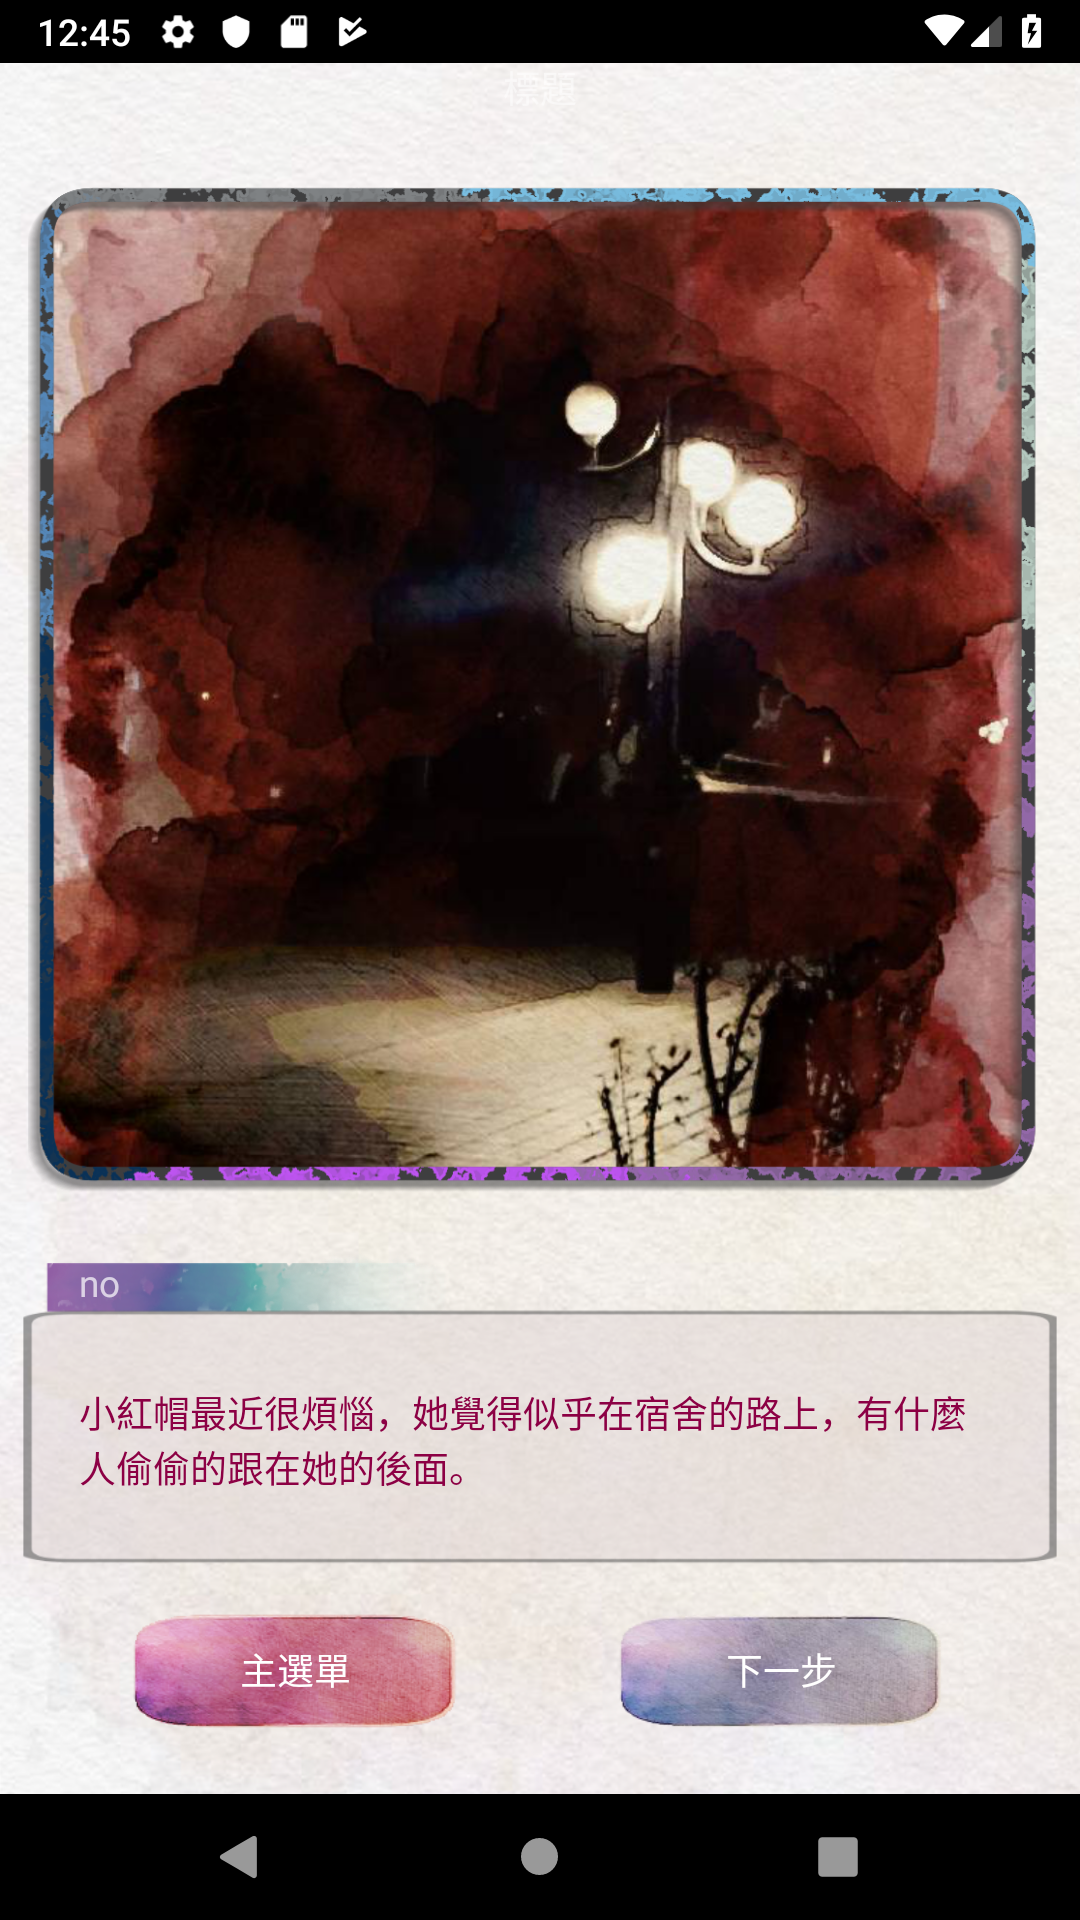 12:45
標題
no
小紅帽最近很煩惱，她覺得似乎在宿舍的路上，有什麼
人偷偷的跟在她的後面。
主選單
下一步